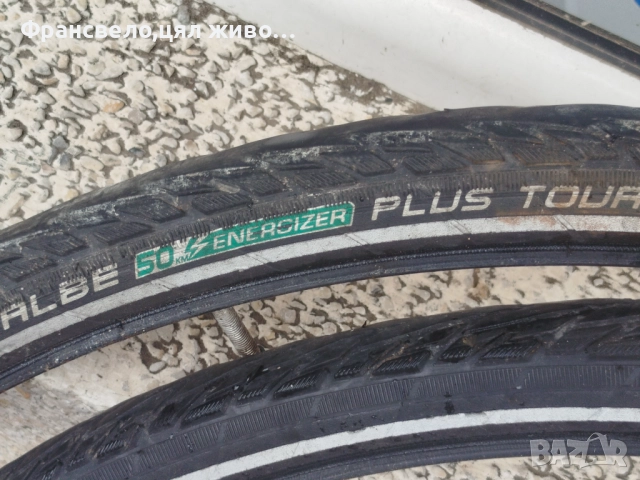 Франсвело,цял живо...
ALBE 50 KM ENERGIZER PLUS TOUR
BAZAR